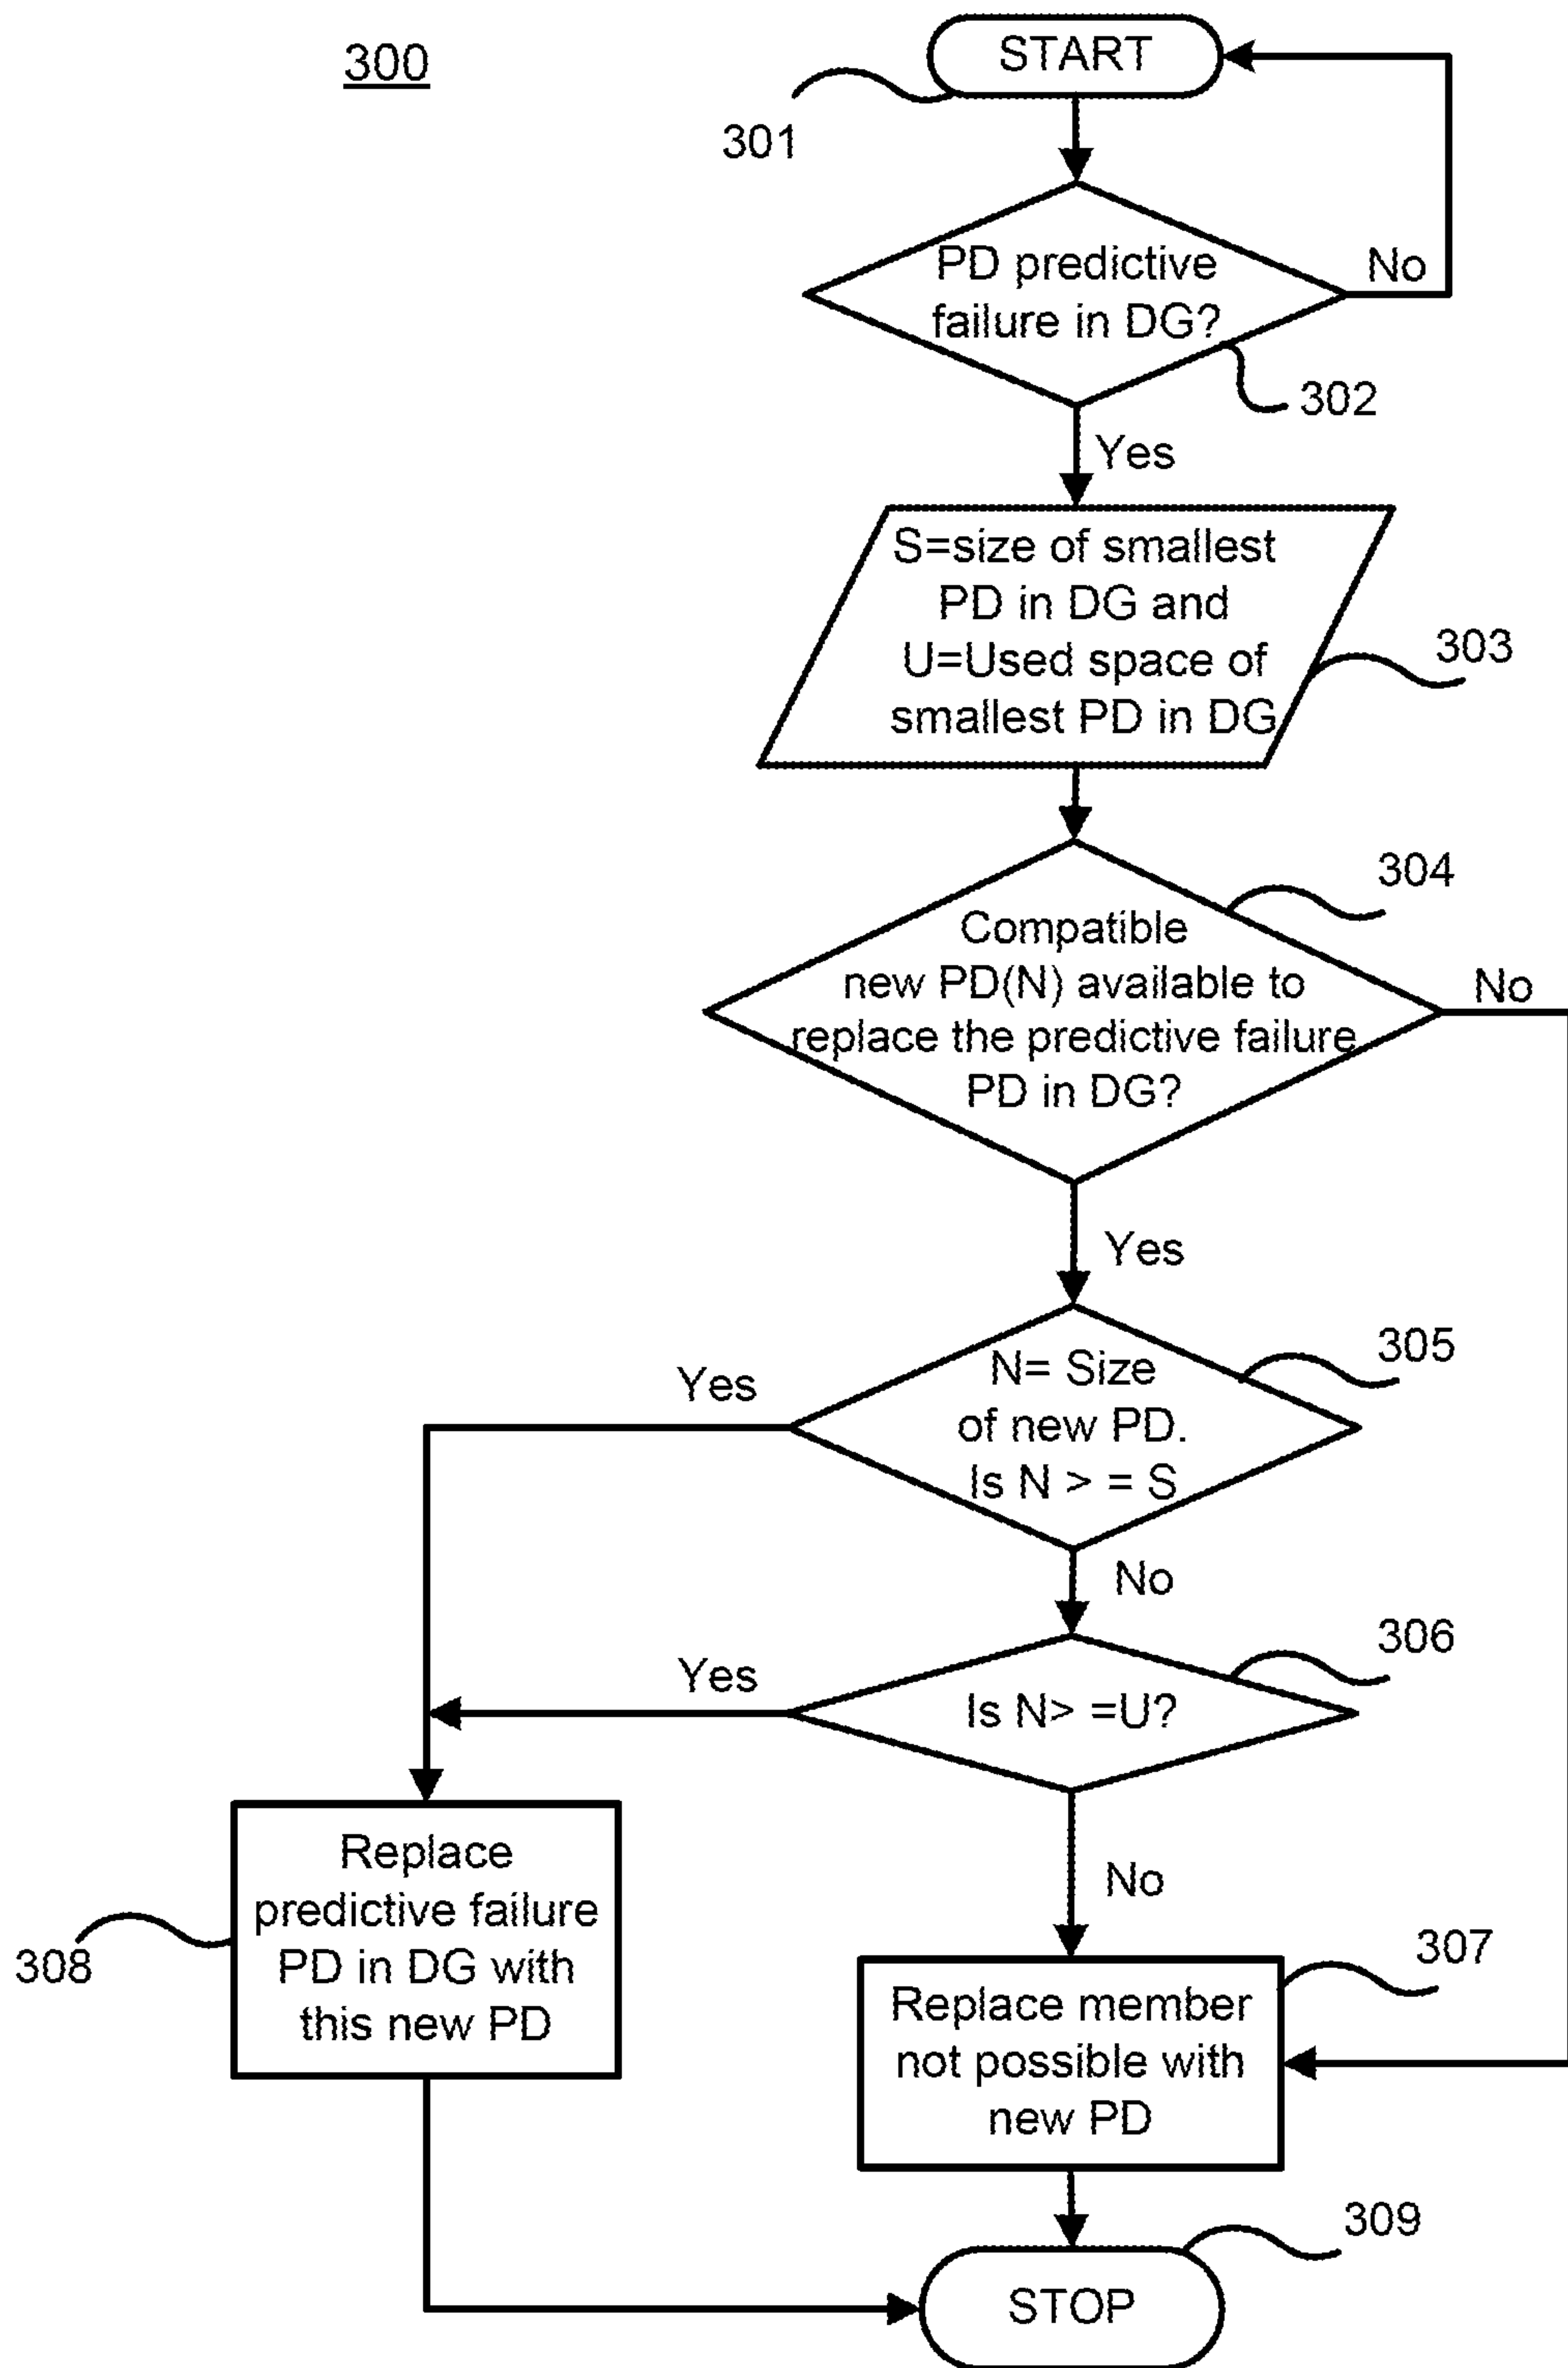 300
START
301
PD predictive
failure in DG?
No
302
Yes
S=size of smallest
PD in DG and
U=Used space of
smallest PD in DG
303
304
Compatible
new PD(N) available to
replace the predictive failure
PD in DG?
No
Yes
305
N= Size
of new PD.
Is N > = S
Yes
No
306
Is N> =U?
Yes
No
Replace
predictive failure
PD in DG with
this new PD
308
307
Replace member
not possible with
new PD
309
STOP